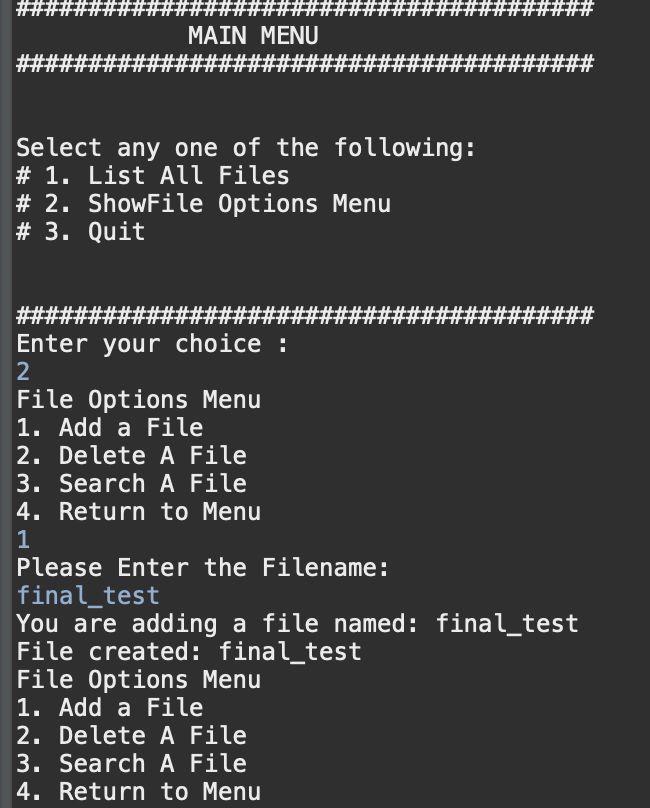 ########################################
MAIN MENU
########################################
Select any one of the following:
# 1. List All Files
# 2. ShowFile Options Menu
# 3. Quit
########################################
Enter your choice :
2
File Options Menu
1. Add a File
2. Delete A File
3. Search A File
4. Return to Menu
1
Please Enter the Filename:
final_test
You are adding a file named: final_test
File created: final_test
File Options Menu
1. Add a File
2. Delete A File
3. Search A File
4. Return to Menu